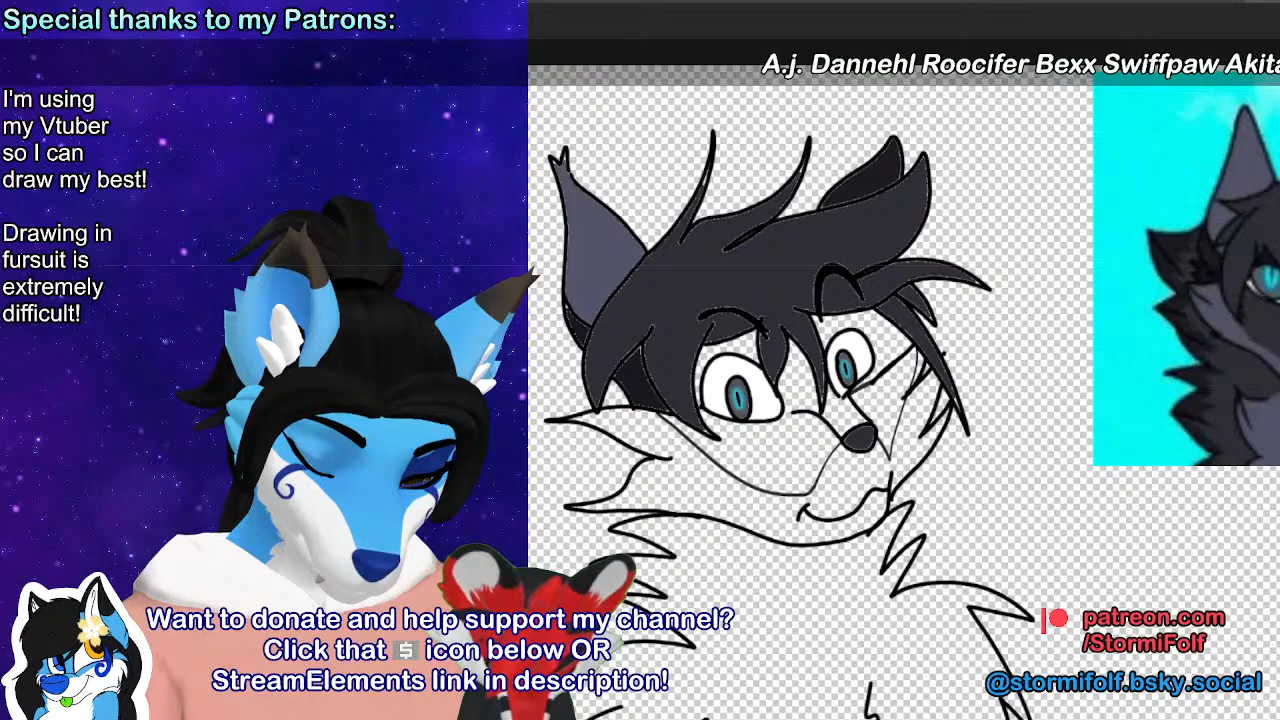 Special thanks to my Patrons:
A.j. Dannehl Roocifer Bexx Swiffpaw Akita
I'm using
my Vtuber
so I can
draw my best!
Drawing in
fursuit is
extremely
difficult!
Want to donate and help support my channel?
Click that $ icon below OR
StreamElements link in description!
patreon.com
/StormiFolf
@stormifolf.bsky.social